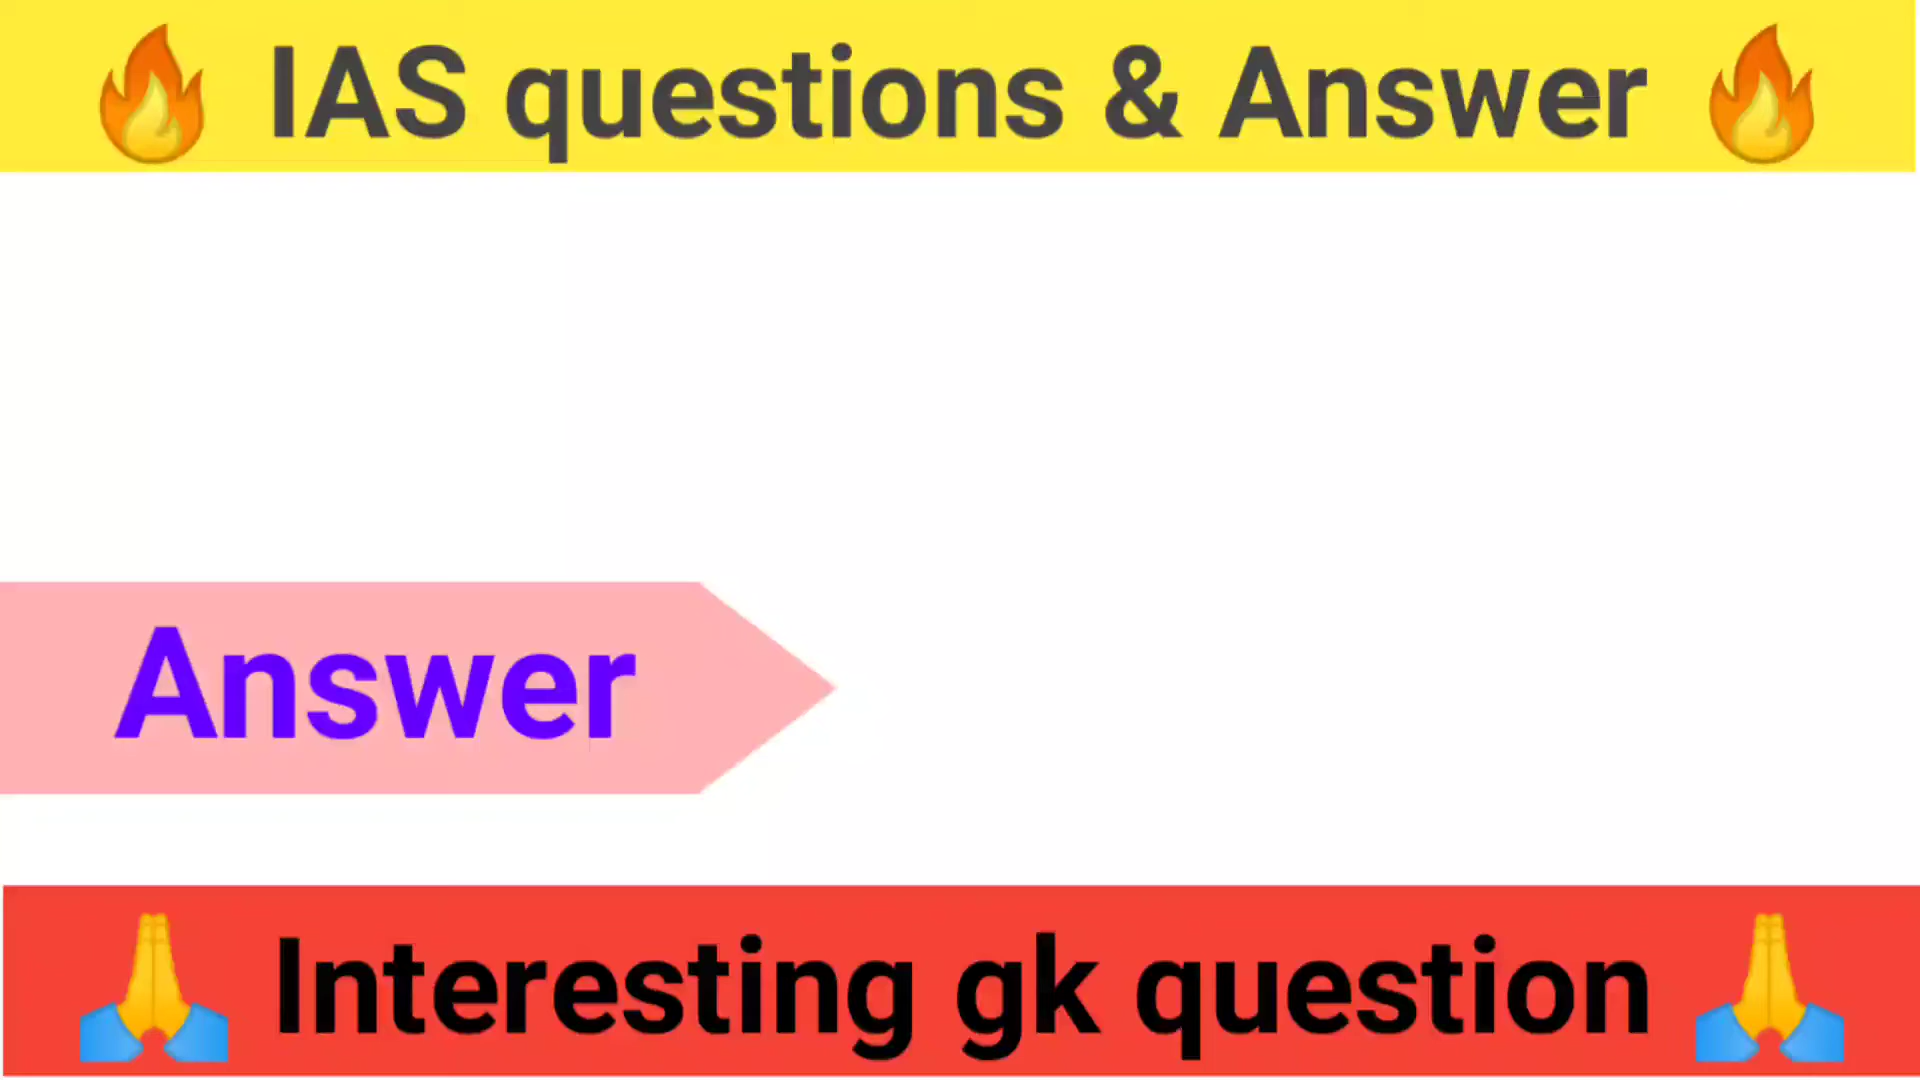 🔥 IAS questions & Answer 🔥
Answer
🙏 Interesting gk question 🙏